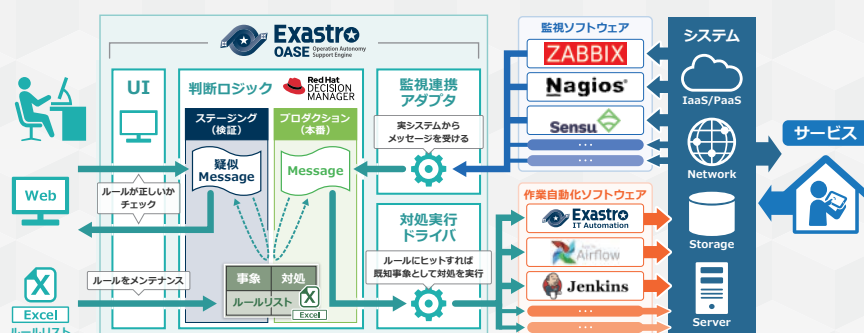 Exastro
OASE
Operation Autonomy
Support Engine
UI
判断ロジック
Red Hat
DECISION
MANAGER
ステージング
(検証)
プロダクション
(本番)
疑似
Message
Message
ルールが正しいか
チェック
Web
ルールをメンテナンス
事象
対処
ルールリスト
Excel
Excel
ルールリスト
監視連携
アダプタ
実システムから
メッセージを受ける
対処実行
ドライバ
ルールにヒットすれば
既知事象として対処を実行
監視ソフトウェア
ZABBIX
Nagios®
Sensu
...
...
作業自動化ソフトウェア
Exastro
IT Automation
Airflow
Jenkins
...
...
システム
IaaS/PaaS
Network
Storage
Server
サービス